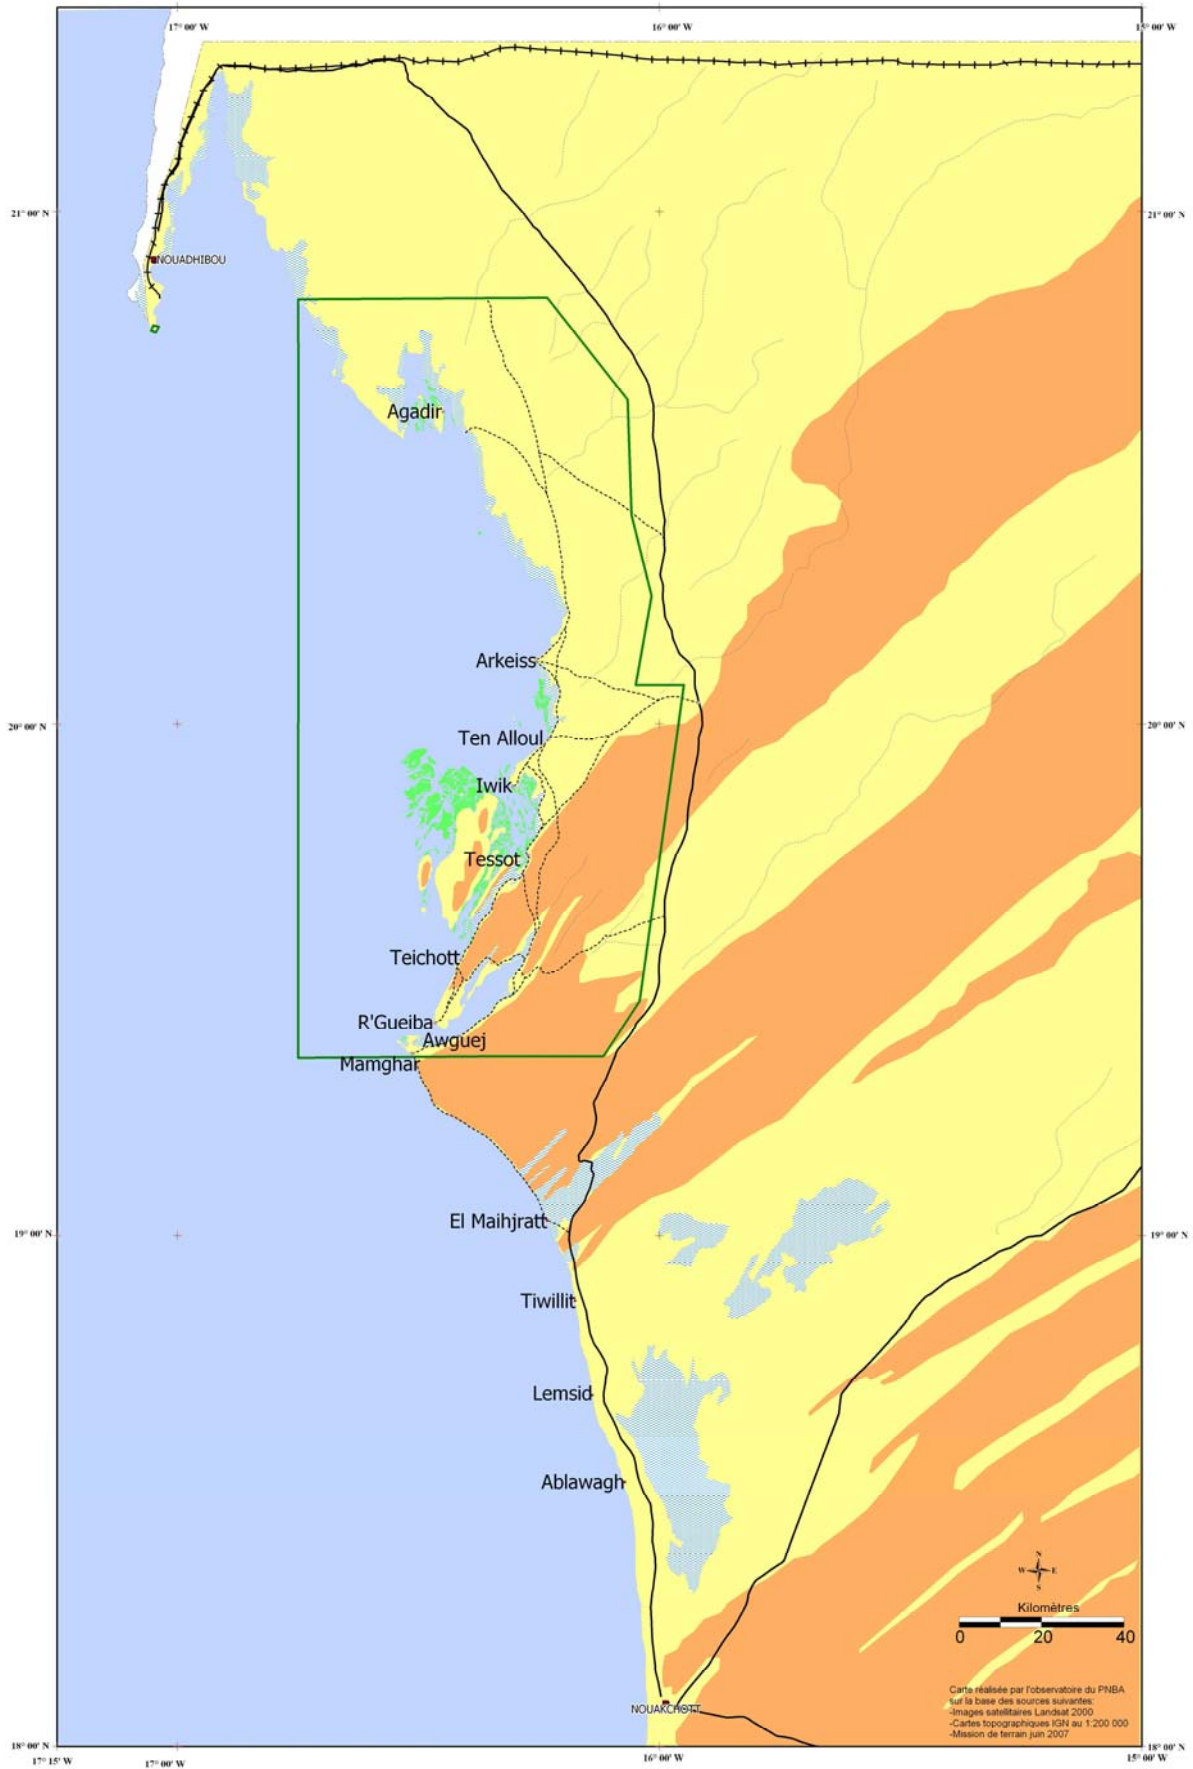 17° 00' W
16° 00' W
15° 00' W
21° 00' N
21° 00' N
NOUADHIBOU
Agadir
Arkeiss
20° 00' N
20° 00' N
Ten Alloul
Iwik
Tessot
Teichott
R'Gueiba
Awguej
Mamghar
El Maihjratt
19° 00' N
19° 00' N
Tiwillit
Lemsid
Ablawagh
N
W E
S
Kilomètres
0 20 40
Carte réalisée par l'observatoire du PNBA
sur la base des sources suivantes:
-Images satellitaires Landsat 2000
-Cartes topographiques IGN au 1:200 000
-Mission de terrain juin 2007
NOUAKCHOTT
18° 00' N
18° 00' N
17° 15' W
17° 00' W
16° 00' W
15° 00' W